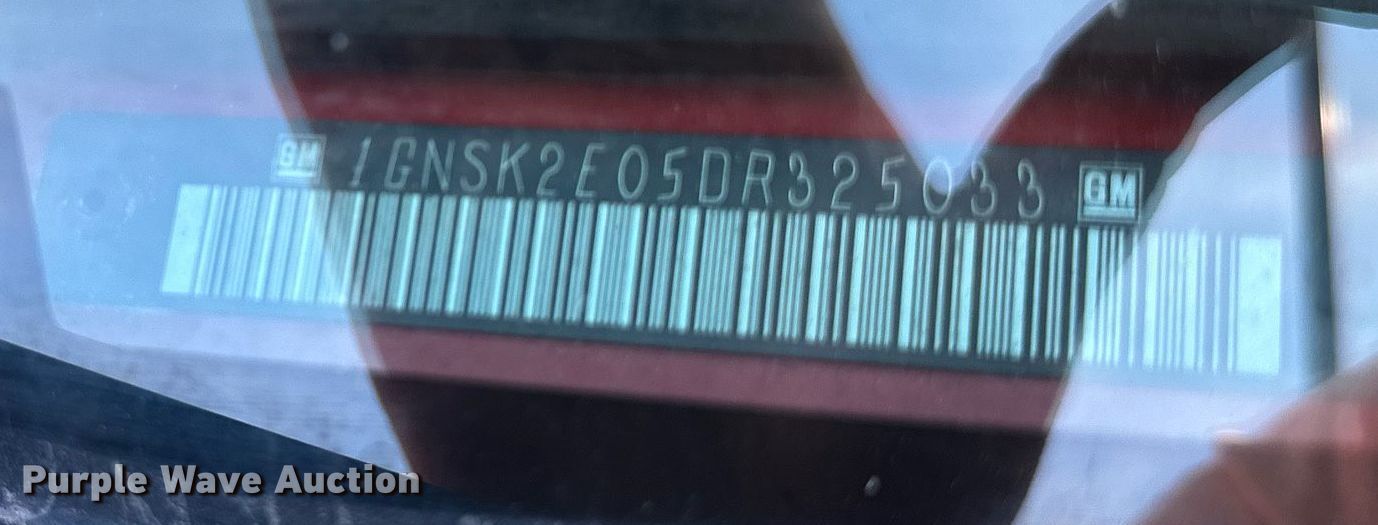 GM 1GNSK2E05DR325033 GM
Purple Wave Auction